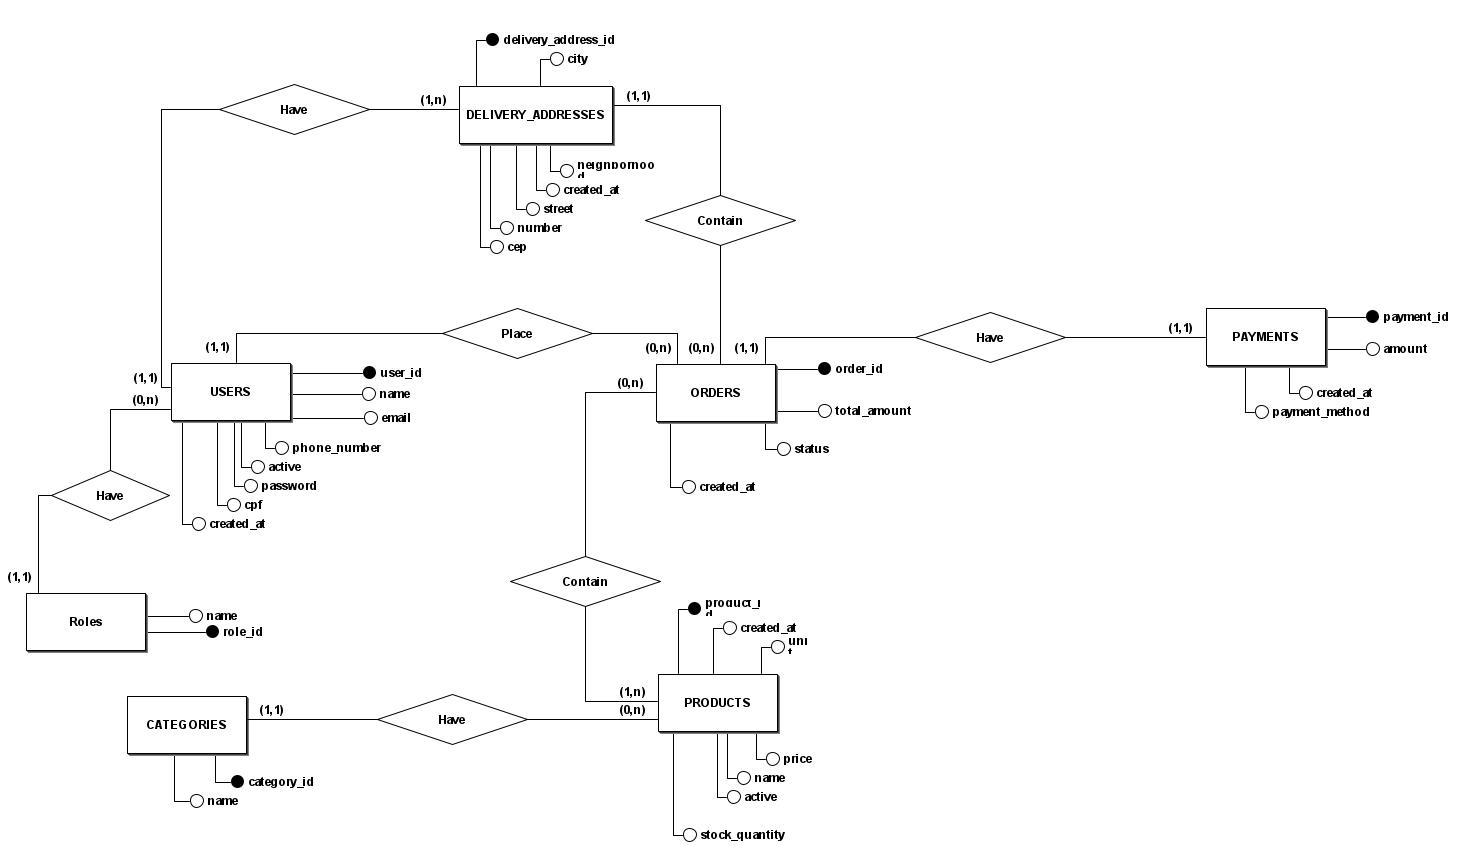 delivery_address_id
city
Have
(1,n)
DELIVERY_ADDRESSES
(1,1)
created_at
street
number
cep
Contain
Place
(1,1)
(0,n)
(0,n)
(1,1)
Have
(1,1)
PAYMENTS
payment_id
amount
created_at
payment_method
(1,1)
(0,n)
USERS
user_id
name
email
phone_number
active
password
cpf
created_at
(0,n)
ORDERS
order_id
total_amount
status
created_at
Have
(1,1)
Roles
name
role_id
Contain
created_at
(1,n)
(0,n)
PRODUCTS
price
name
active
stock_quantity
CATEGORIES
(1,1)
Have
category_id
name